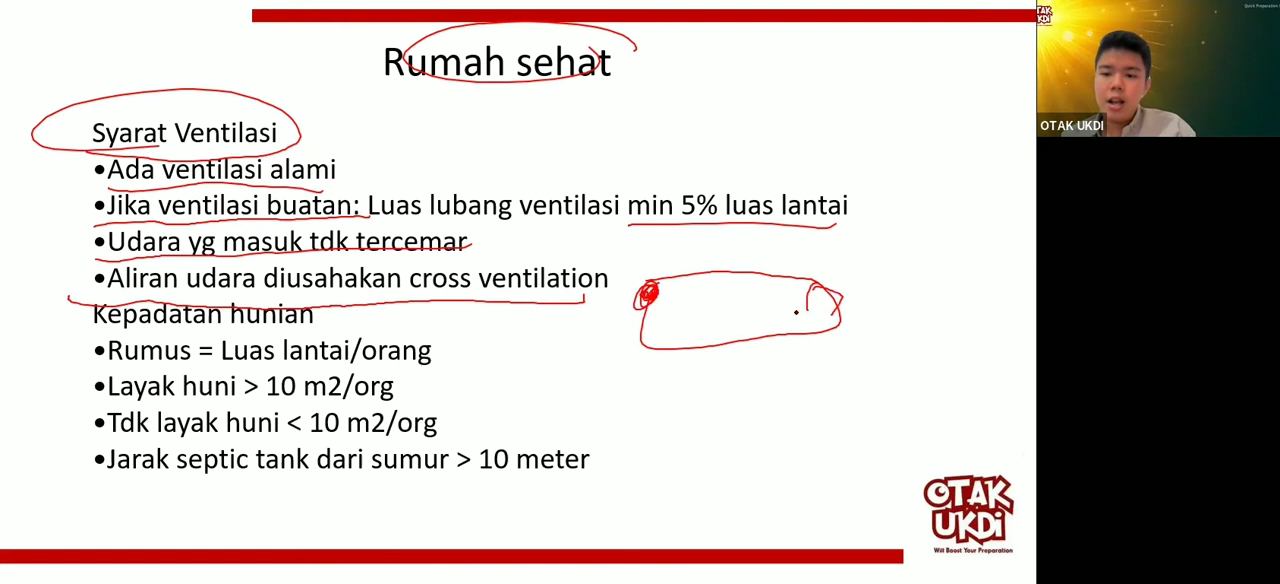 Rumah sehat
Syarat Ventilasi
•Ada ventilasi alami
•Jika ventilasi buatan: Luas lubang ventilasi min 5% luas lantai
•Udara yg masuk tdk tercemar
•Aliran udara diusahakan cross ventilation
Kepadatan hunian
•Rumus = Luas lantai/orang
•Layak huni > 10 m2/org
•Tdk layak huni < 10 m2/org
•Jarak septic tank dari sumur > 10 meter
OTAK
UKDI
Will Boost Your Preparation
OTAK UKDI